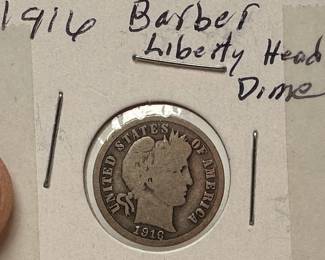 1916 Barber
Liberty Head
Dime
UNITED STATES OF AMERICA
1916